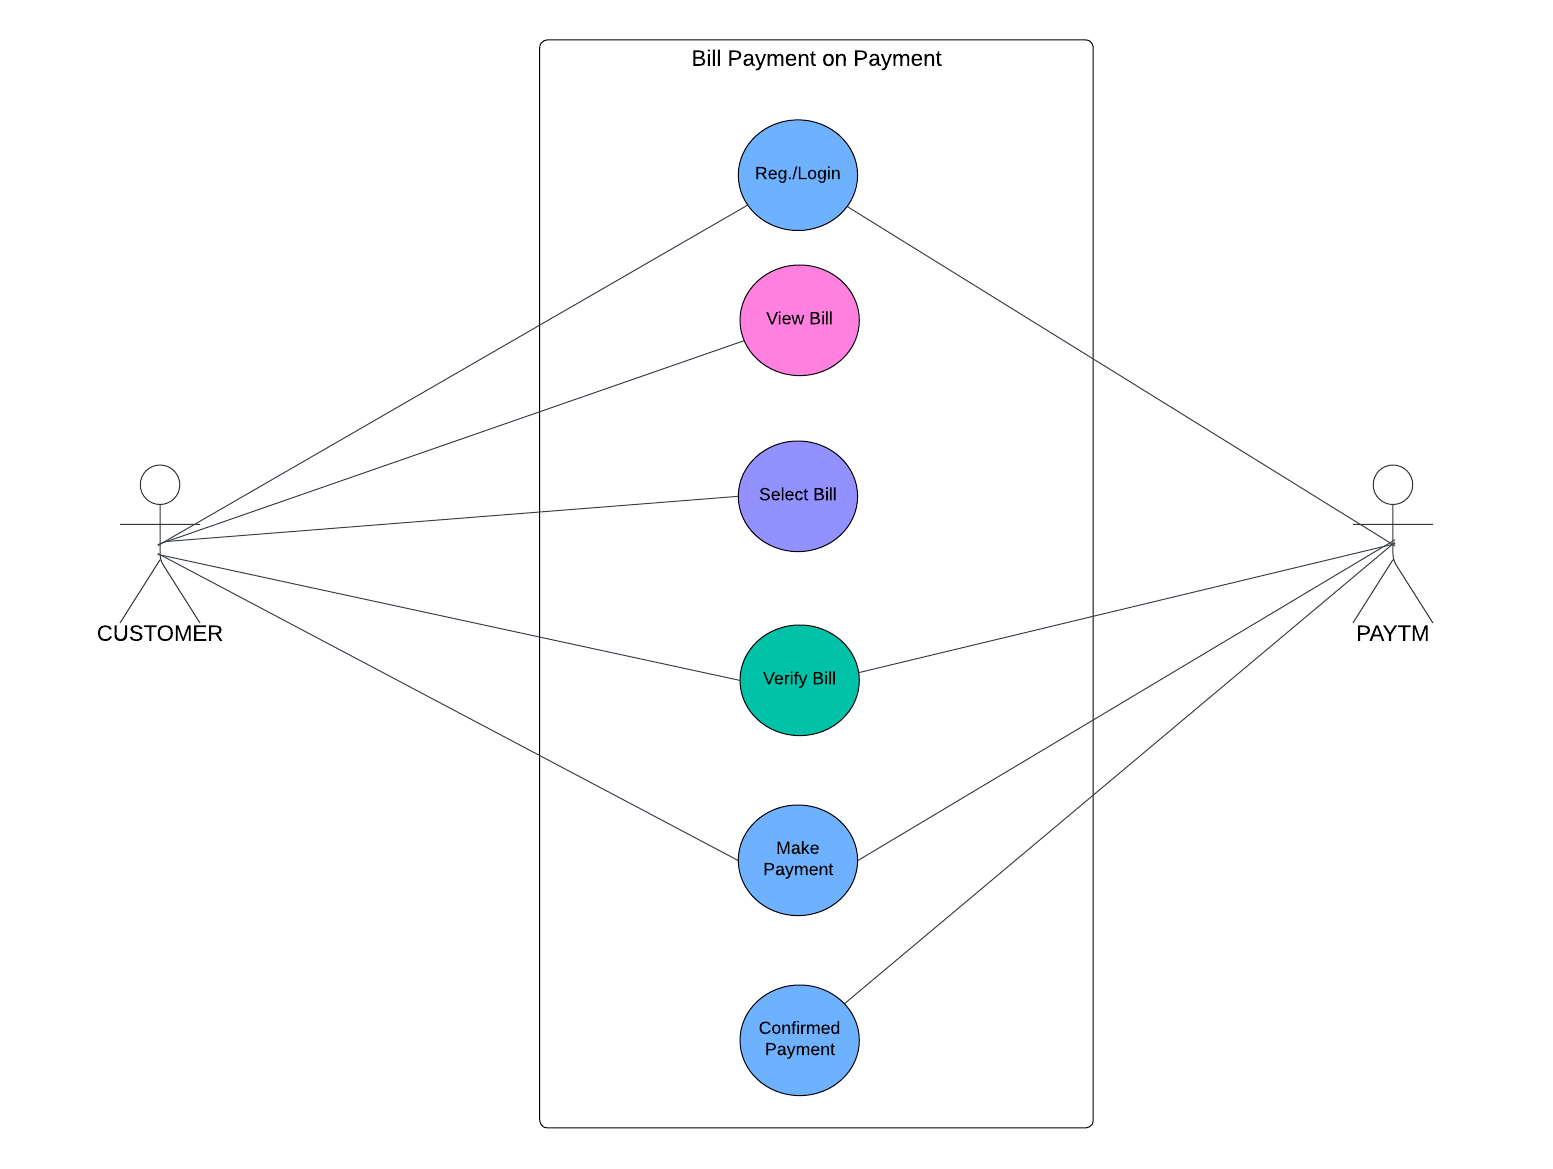 Bill Payment on Payment
Reg./Login
View Bill
Select Bill
CUSTOMER
PAYTM
Verify Bill
Make
Payment
Confirmed
Payment